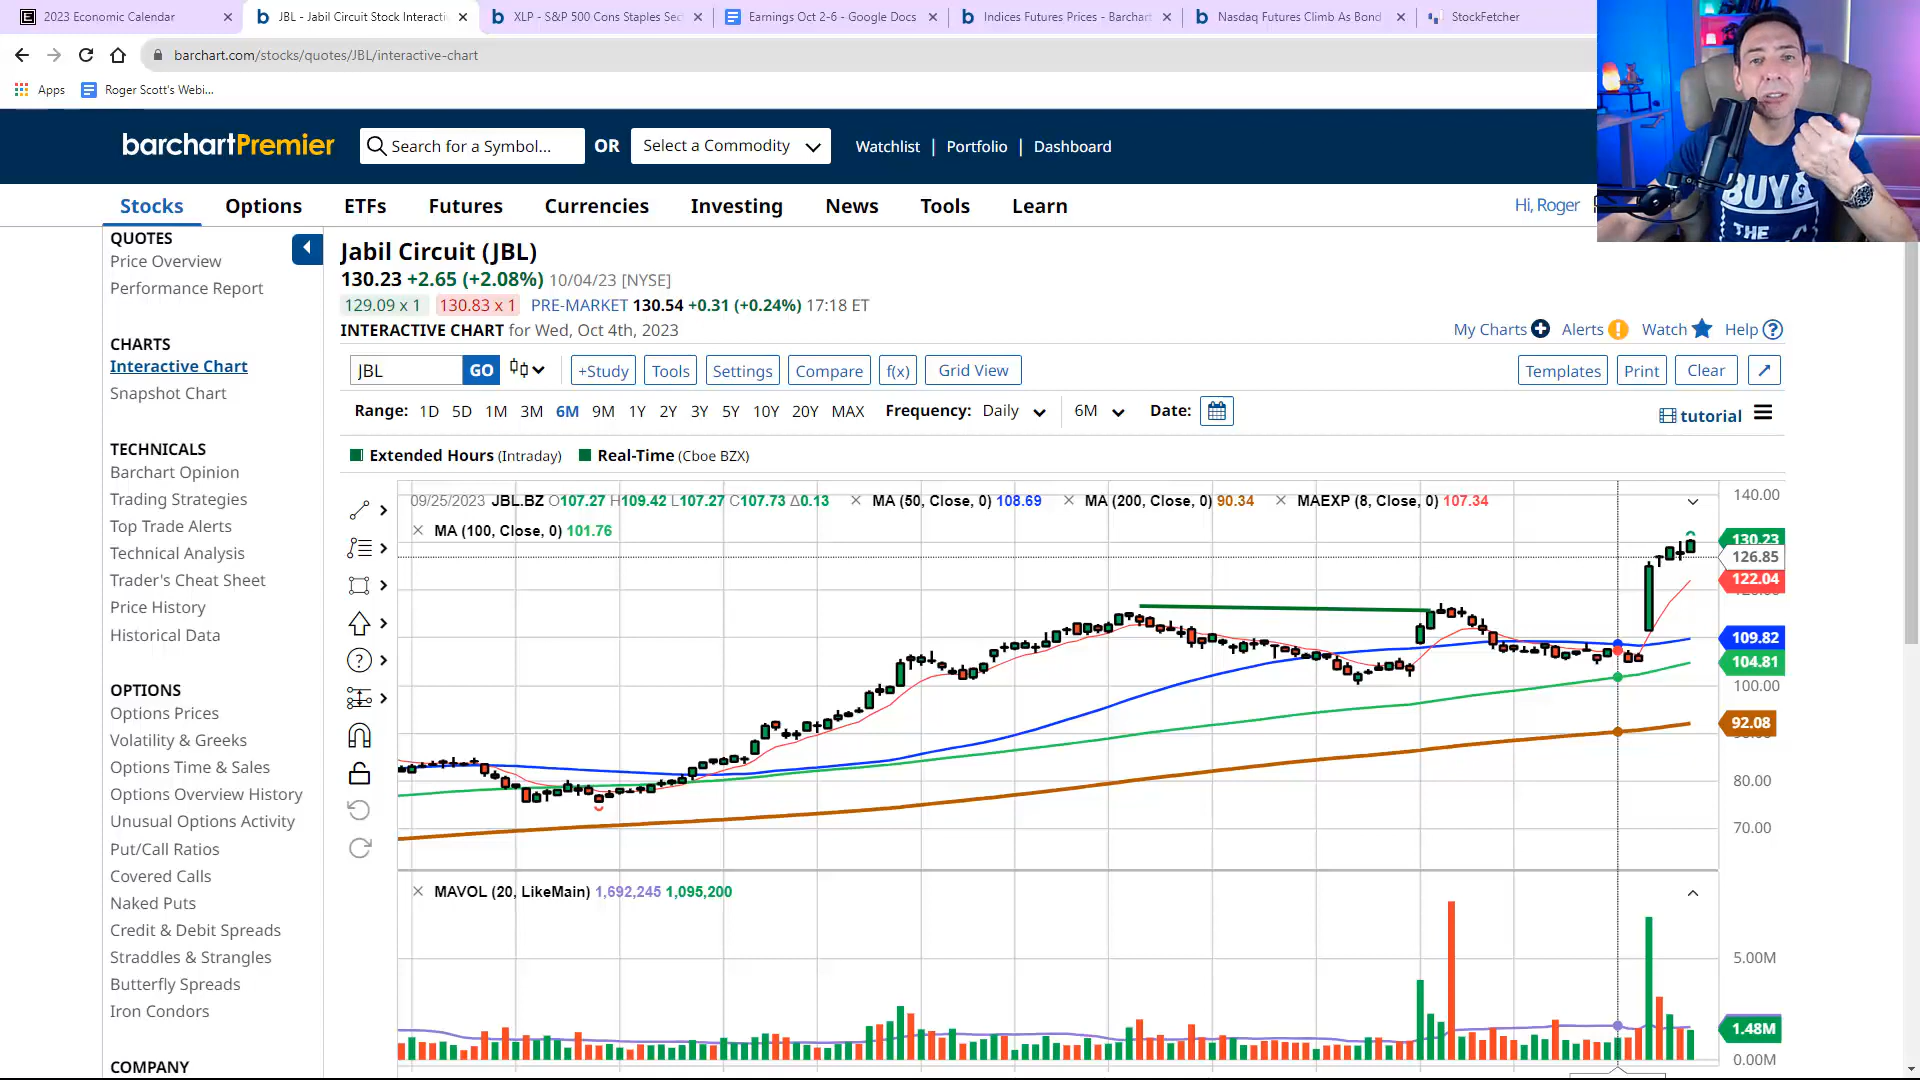 2023 Economic Calendar
JBL - Jabil Circuit Stock Interacti
XLP - S&P 500 Cons Staples Sec
Earnings Oct 2-6 - Google Docs
Indices Futures Prices - Barchart
Nasdaq Futures Climb As Bond
StockFetcher
barchart.com/stocks/quotes/JBL/interactive-chart
Apps
Roger Scott's Webi...
BUY
THE
barchartPremier
Search for a Symbol...
OR
Select a Commodity
Watchlist | Portfolio | Dashboard
Stocks Options ETFs Futures Currencies Investing News Tools Learn
Hi, Roger
QUOTES
Price Overview
Performance Report
CHARTS
Interactive Chart
Snapshot Chart
TECHNICALS
Barchart Opinion
Trading Strategies
Top Trade Alerts
Technical Analysis
Trader's Cheat Sheet
Price History
Historical Data
OPTIONS
Options Prices
Volatility & Greeks
Options Time & Sales
Options Overview History
Unusual Options Activity
Put/Call Ratios
Covered Calls
Naked Puts
Credit & Debit Spreads
Straddles & Strangles
Butterfly Spreads
Iron Condors
COMPANY
Jabil Circuit (JBL)
130.23 +2.65 (+2.08%) 10/04/23 [NYSE]
129.09 x 1 130.83 x 1 PRE-MARKET 130.54 +0.31 (+0.24%) 17:18 ET
INTERACTIVE CHART for Wed, Oct 4th, 2023
My Charts Alerts Watch Help
JBL GO +Study Tools Settings Compare f(x) Grid View
Templates Print Clear
Range: 1D 5D 1M 3M 6M 9M 1Y 2Y 3Y 5Y 10Y 20Y MAX Frequency: Daily 6M Date:
tutorial
Extended Hours (Intraday) Real-Time (Cboe BZX)
09/25/2023 JBL.BZ O107.27 H109.42 L107.27 C107.73 Δ0.13 MA (50, Close, 0) 108.69 MA (200, Close, 0) 90.34 MAEXP (8, Close, 0) 107.34
MA (100, Close, 0) 101.76
140.00
130.23
126.85
122.04
109.82
104.81
100.00
92.08
80.00
70.00
MAVOL (20, LikeMain) 1,692,245 1,095,200
5.00M
1.48M
0.00M